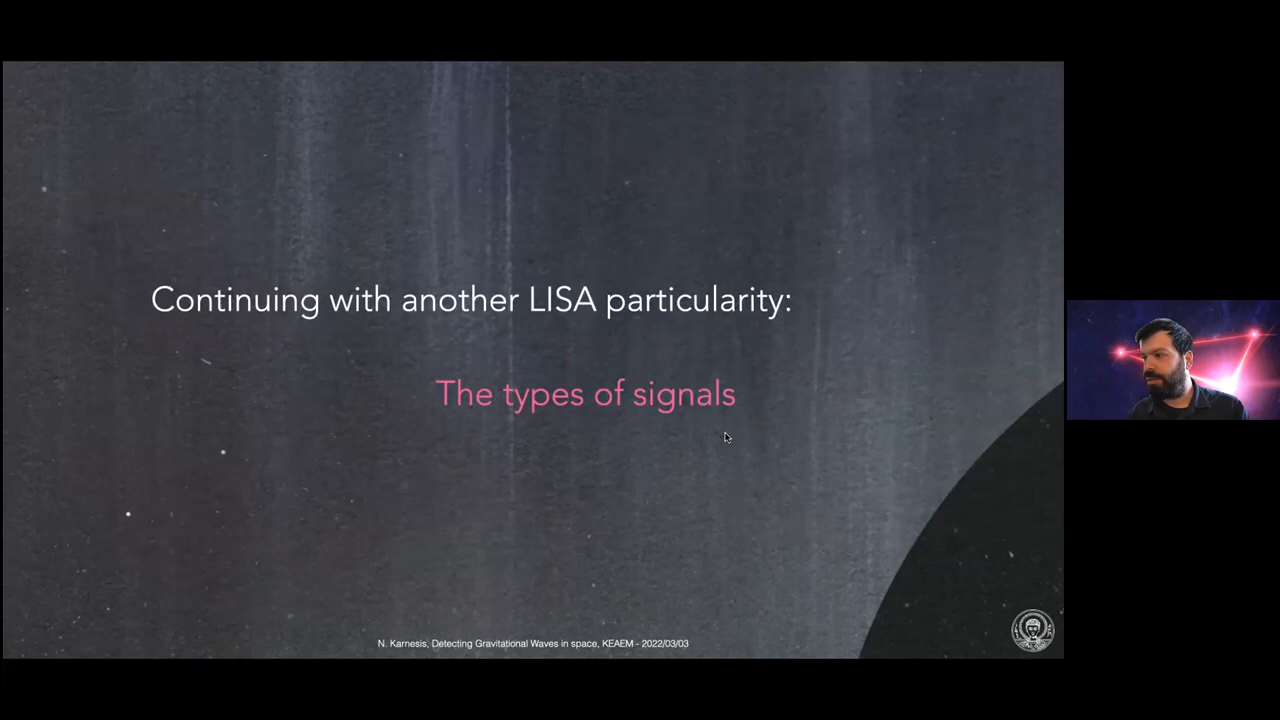 Continuing with another LISA particularity:
The types of signals
N. Karnesis, Detecting Gravitational Waves in space, KEAEM - 2022/03/03